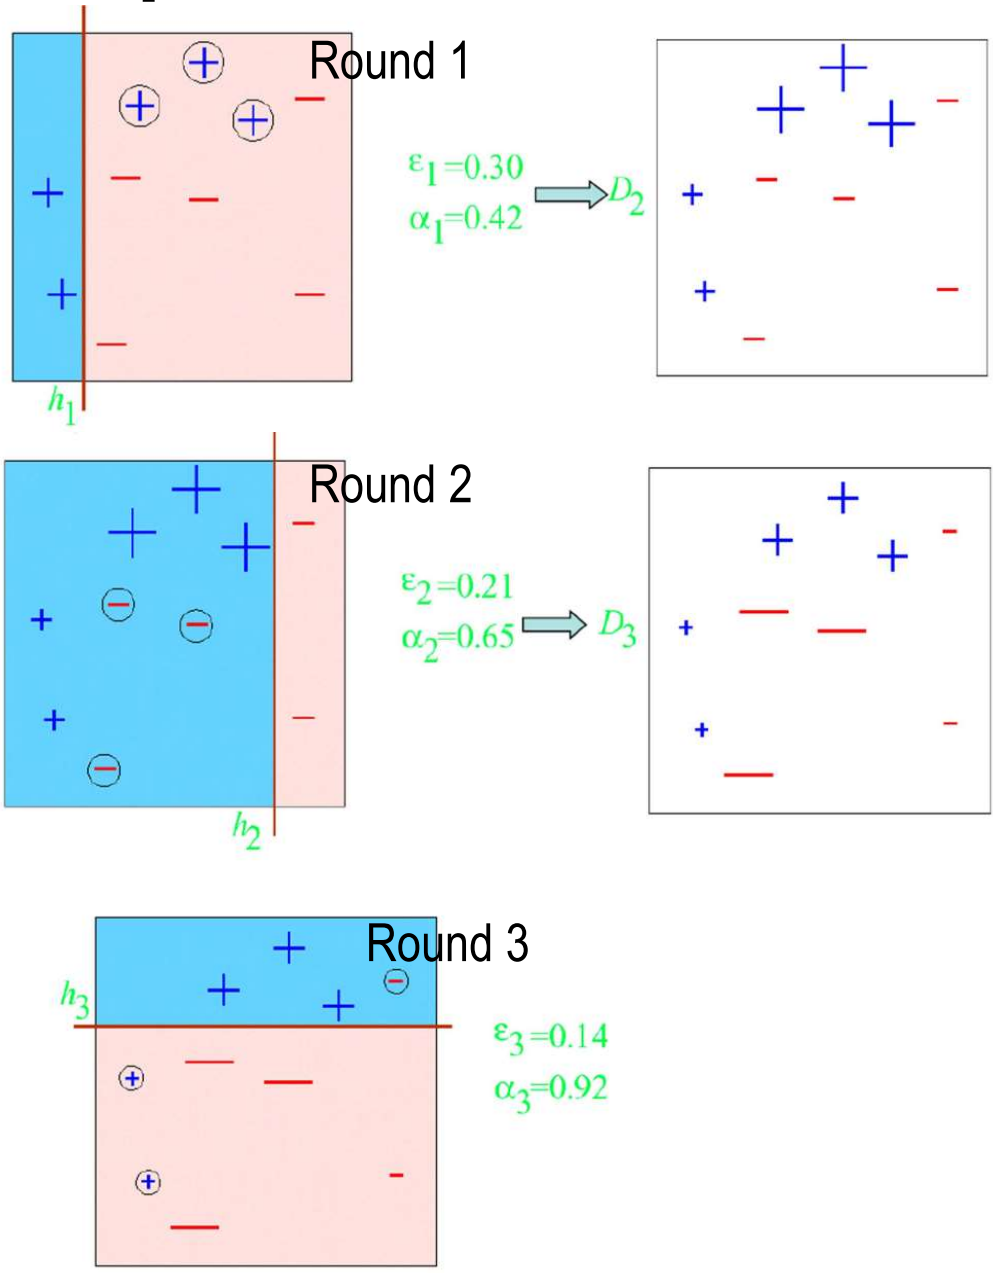 Round 1
ε1=0.30
α1=0.42
D2
h1
Round 2
ε2=0.21
α2=0.65
D3
h2
Round 3
h3
ε3=0.14
α3=0.92